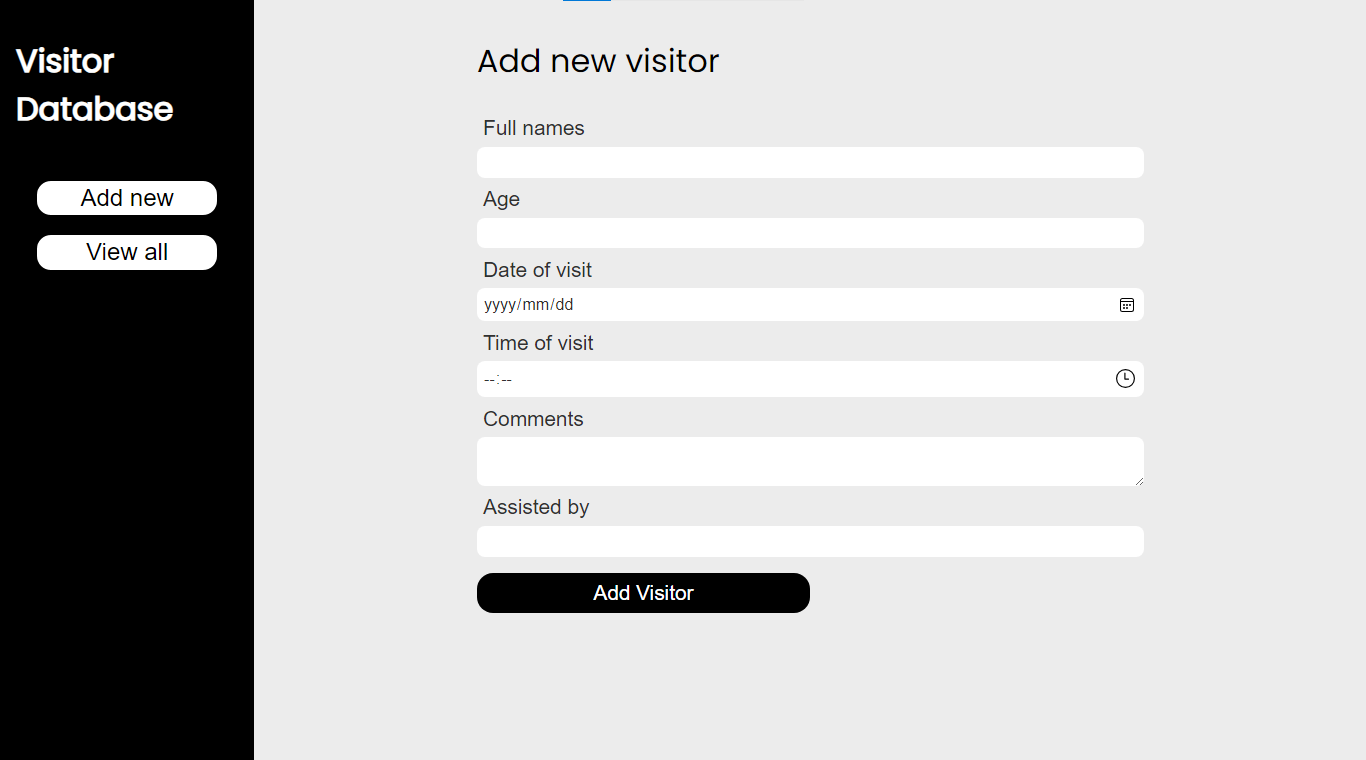 Visitor
Database
Add new
View all
Add new visitor
Full names
Age
Date of visit
yyyy/mm/dd
Time of visit
--:--
Comments
Assisted by
Add Visitor